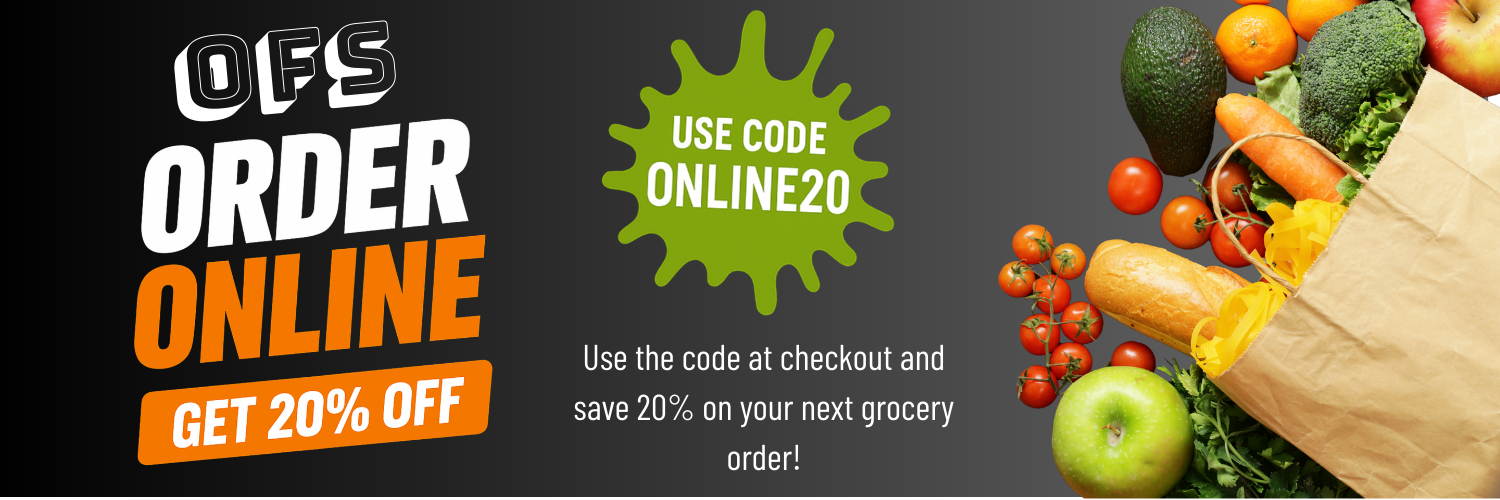 OFS
ORDER
ONLINE
GET 20% OFF
USE CODE
ONLINE20
Use the code at checkout and
save 20% on your next grocery
order!